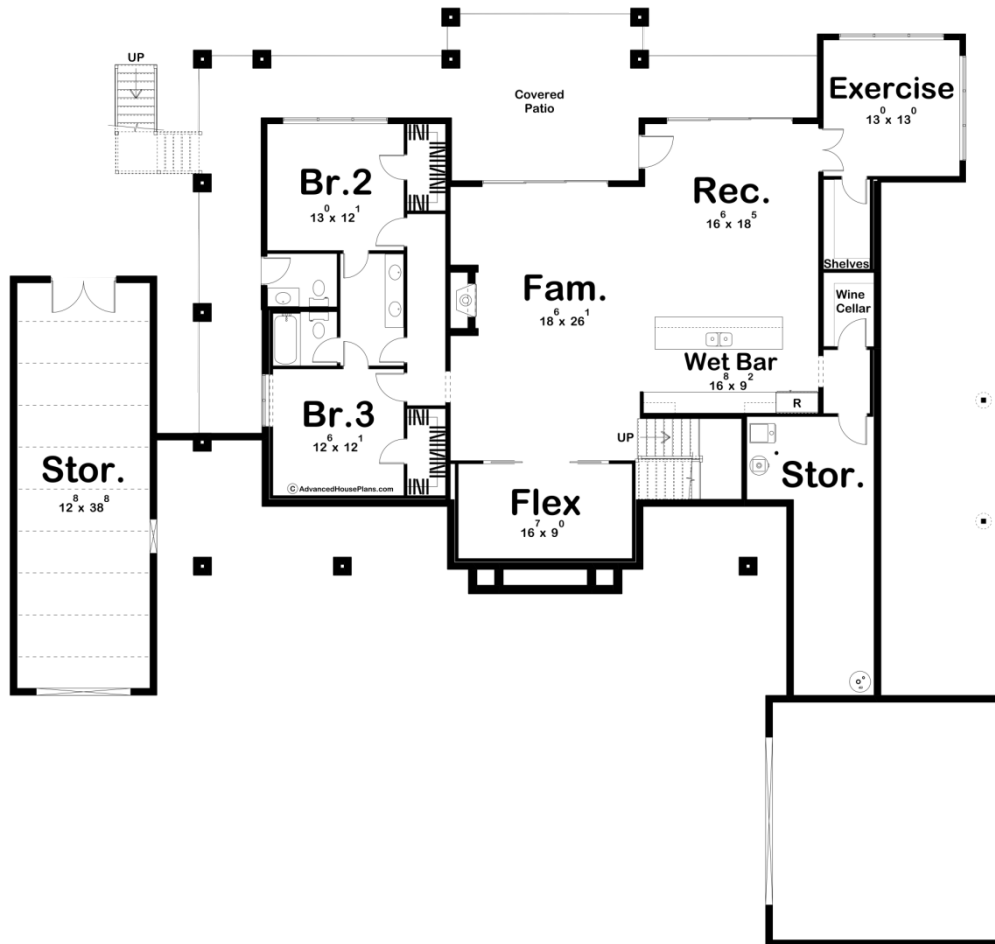 UP
Covered
Patio
Exercise
13⁰ x 13⁰
Br.2
13⁰ x 12¹
Rec.
16⁶ x 18⁵
Shelves
Wine
Cellar
Fam.
18⁶ x 26¹
Wet Bar
16⁸ x 9²
R
Br.3
12⁶ x 12¹
UP
Stor.
12⁸ x 38⁸
Stor.
© AdvancedHousePlans.com
Flex
16⁷ x 9⁰